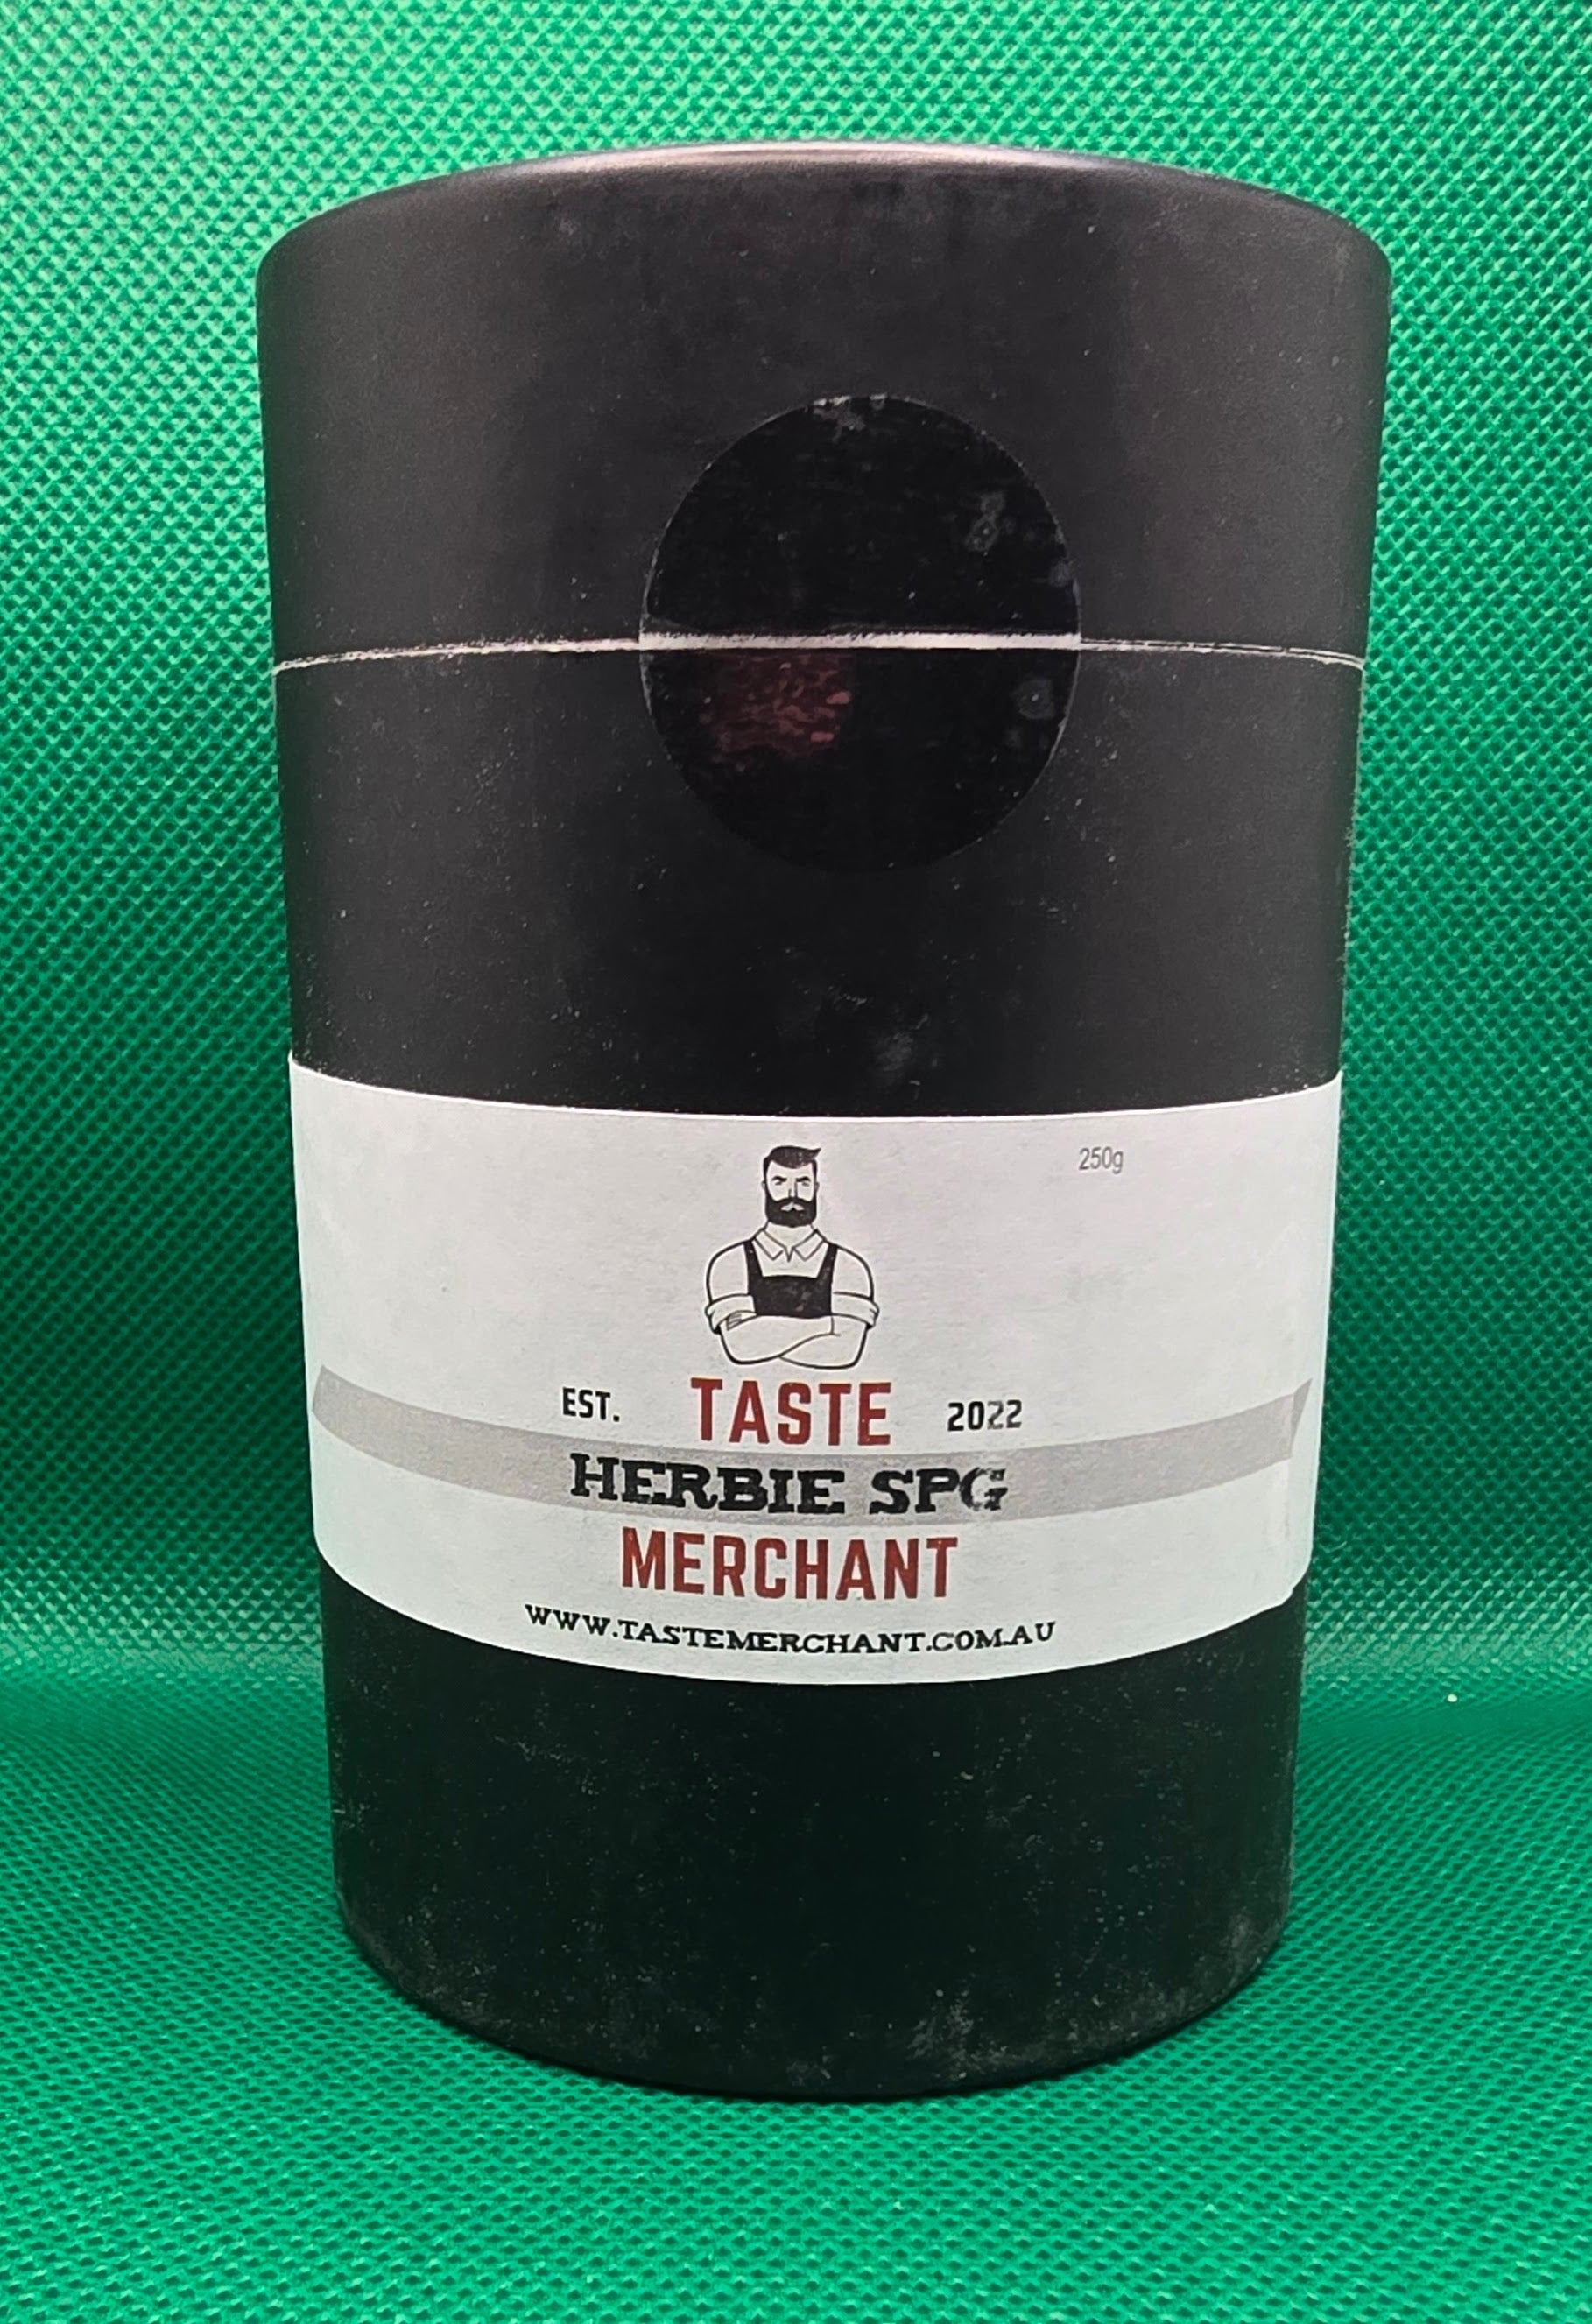 250g
EST. TASTE 2022
HERBIE SPG
MERCHANT
WWW.TASTEMERCHANT.COM.AU